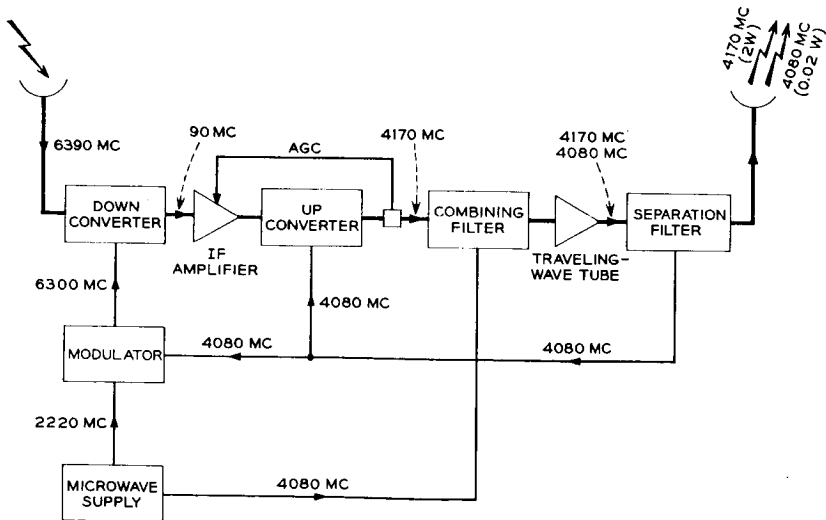 4170 MC
(2W)
4080 MC
(0.02 W)
6390 MC
90 MC
AGC
4170 MC
4170 MC
4080 MC
DOWN
CONVERTER
IF
AMPLIFIER
UP
CONVERTER
COMBINING
FILTER
TRAVELING-
WAVE TUBE
SEPARATION
FILTER
6300 MC
4080 MC
MODULATOR
4080 MC
4080 MC
2220 MC
MICROWAVE
SUPPLY
4080 MC